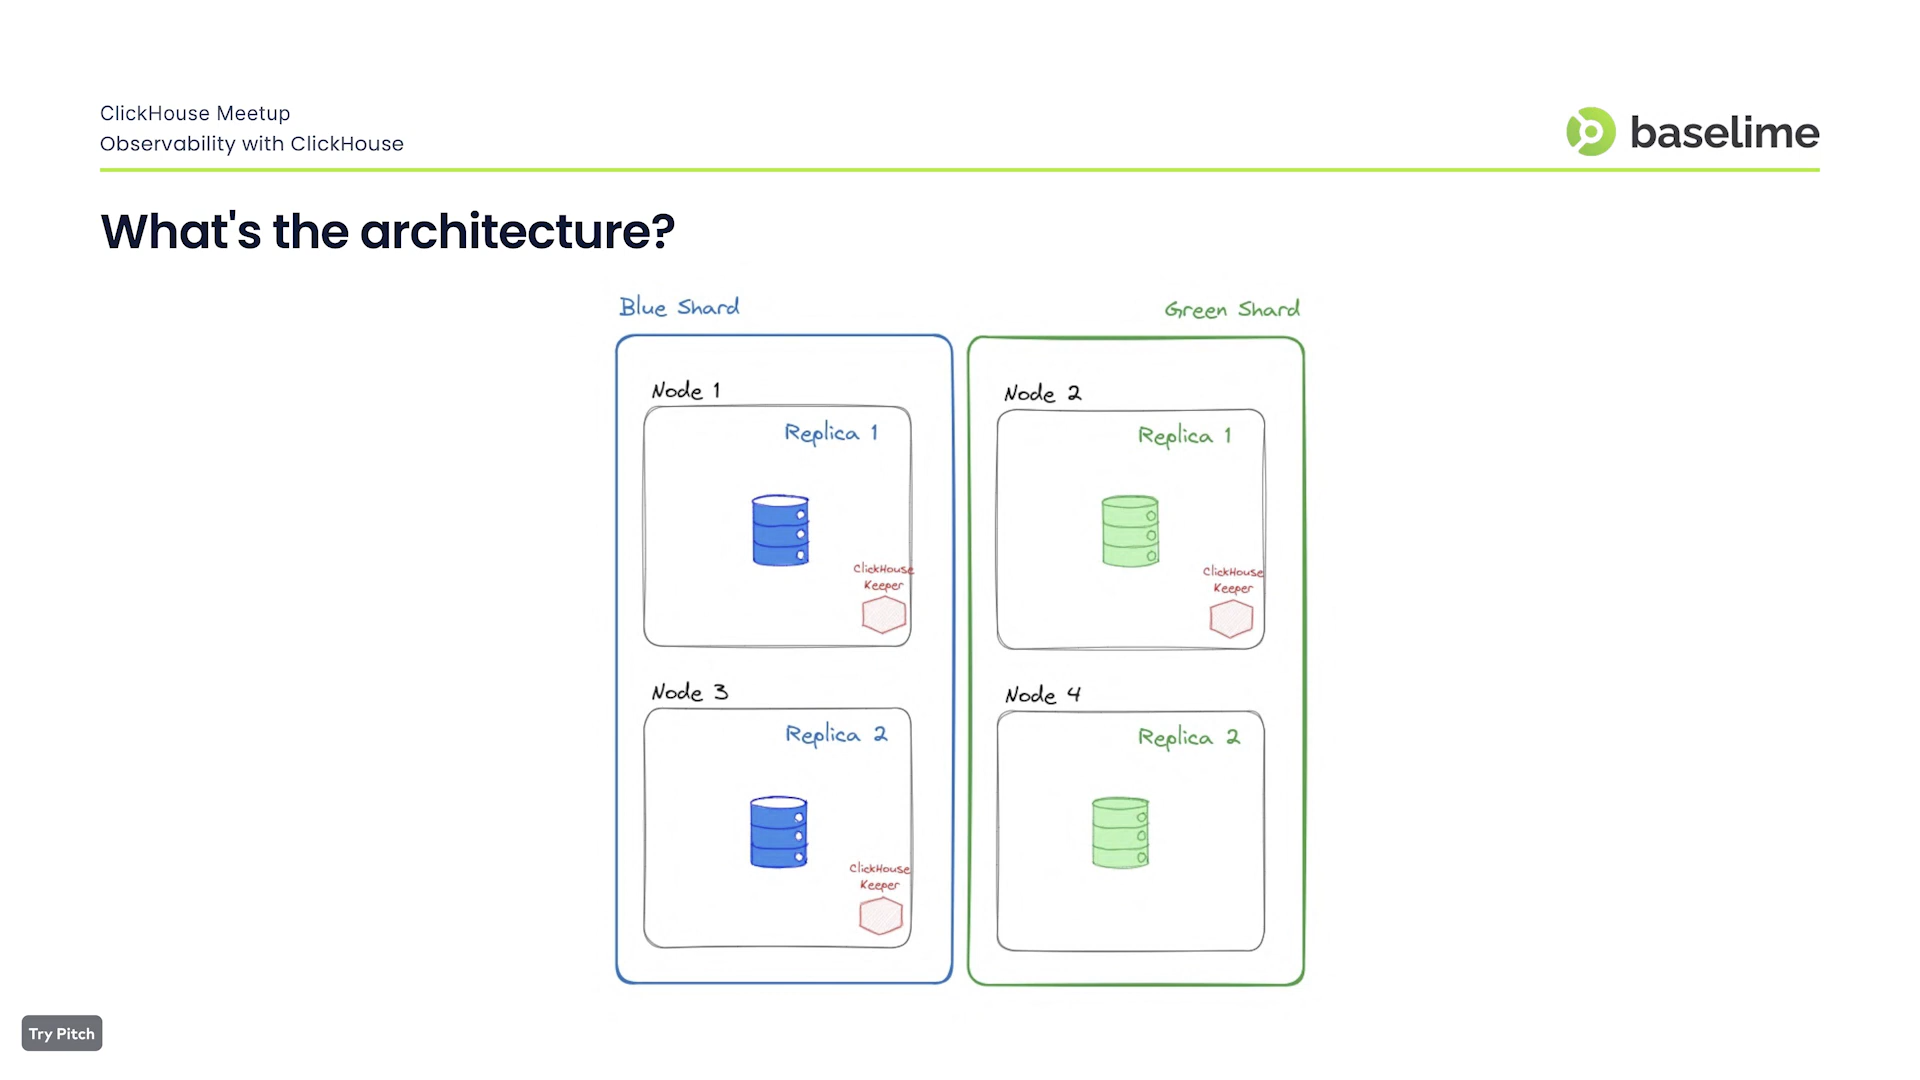 ClickHouse Meetup
Observability with ClickHouse
baselime
What's the architecture?
Blue Shard
Green Shard
Node 1
Replica 1
ClickHouse
Keeper
Node 2
Replica 1
ClickHouse
Keeper
Node 3
Replica 2
ClickHouse
Keeper
Node 4
Replica 2
Try Pitch